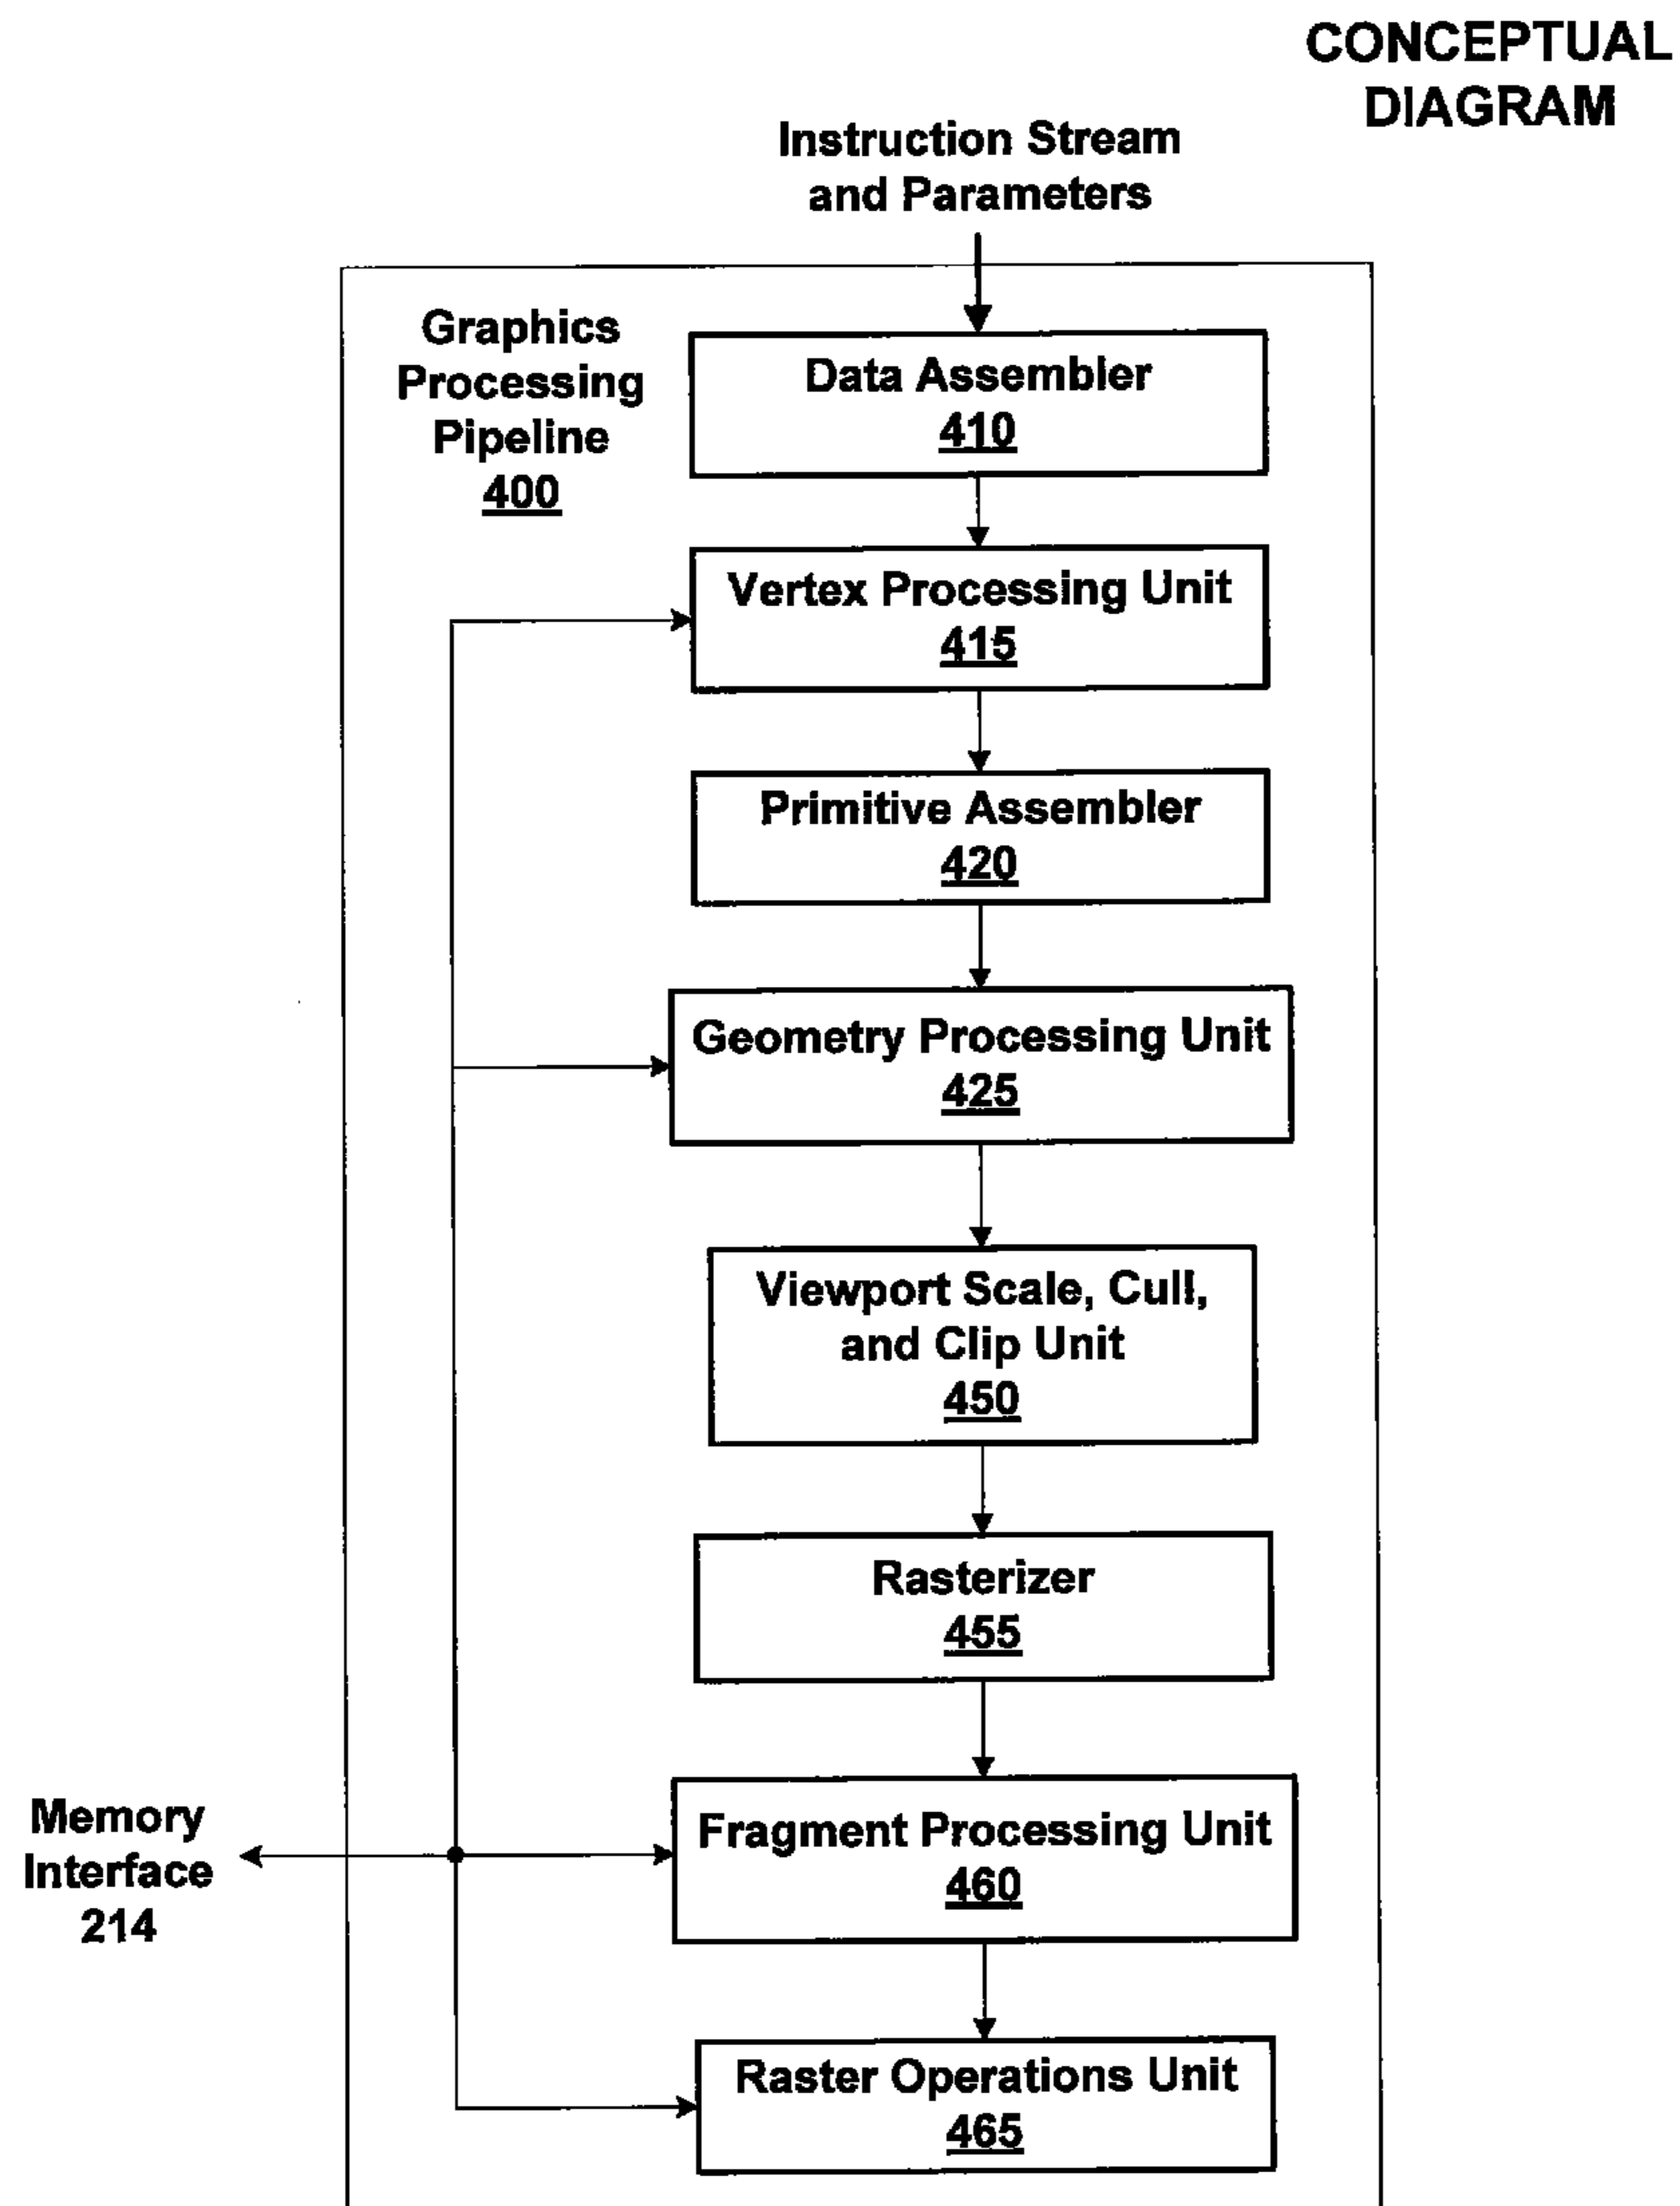 CONCEPTUAL
DIAGRAM
Instruction Stream
and Parameters
Graphics
Processing
Pipeline
400
Data Assembler
410
Vertex Processing Unit
415
Primitive Assembler
420
Geometry Processing Unit
425
Viewport Scale, Cull,
and Clip Unit
450
Rasterizer
455
Memory
Interface
214
Fragment Processing Unit
460
Raster Operations Unit
465